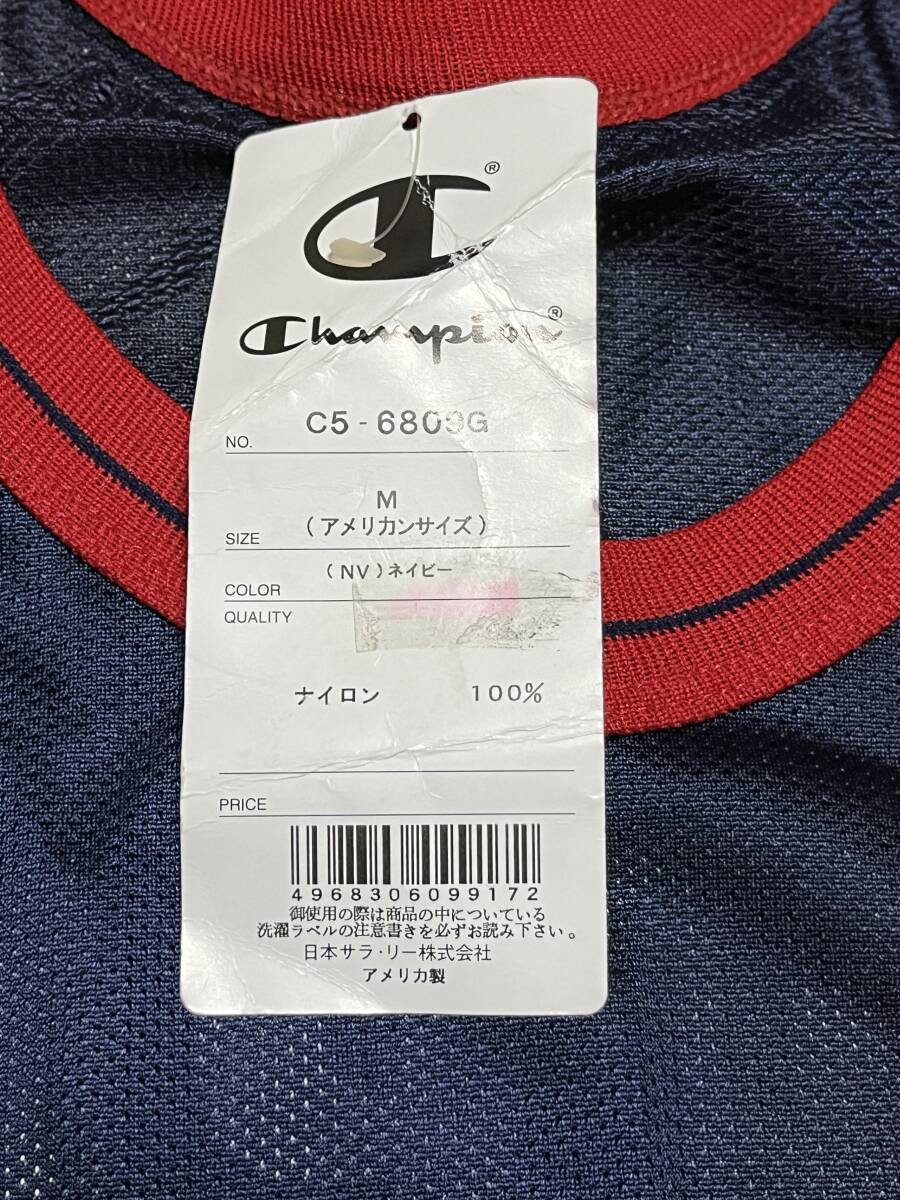 ®
Champion®
NO. C5-6809G
M
SIZE (アメリカンサイズ)
COLOR (NV)ネイビー
QUALITY
ナイロン 100%
PRICE
4968306099172
御使用の際は商品の中についている
洗濯ラベルの注意書きを必ずお読み下さい。
日本サラ・リー株式会社
アメリカ製